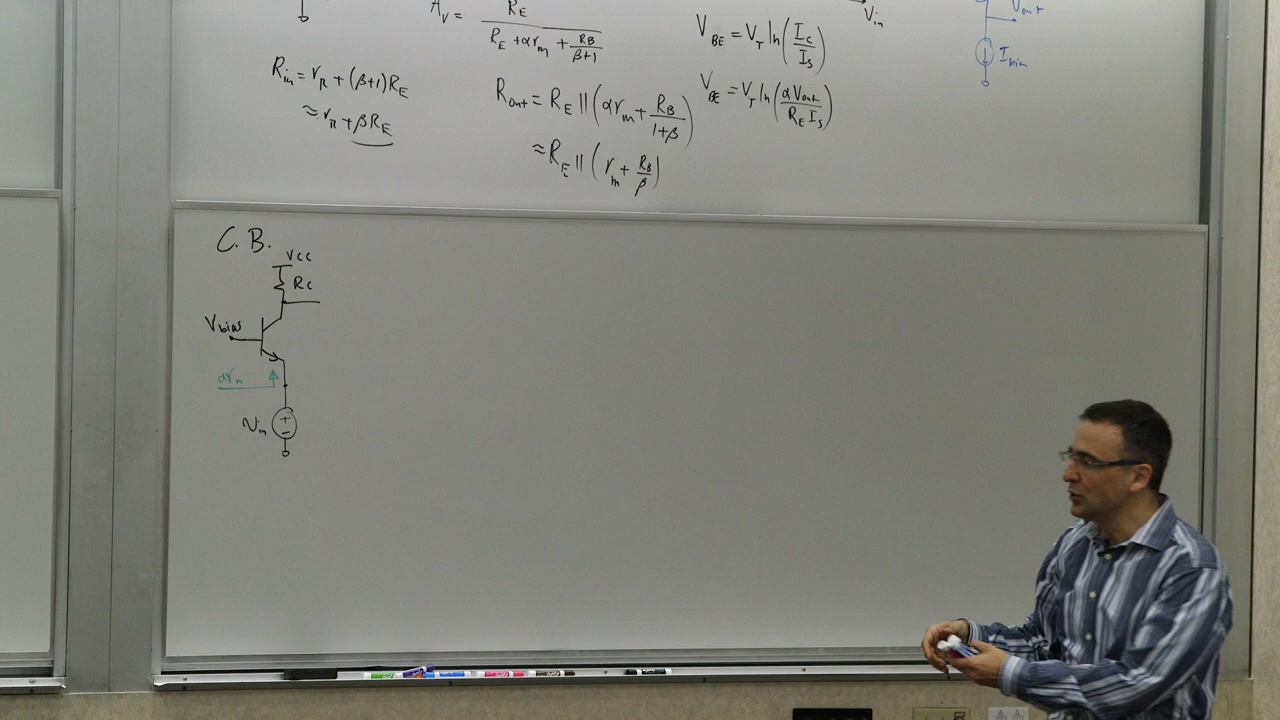 A_V = R_E / (R_E + αr_m + R_B/(β+1))
R_in = r_π + (β+1)R_E
≈ r_π + βR_E
R_out = R_E || (αr_m + R_B/(1+β))
≈ R_E || (r_m + R_B/β)
V_BE = V_T ln(I_C/I_S)
V_BE = V_T ln(αV_out/(R_E I_S))
V_in
V_out
I_bias
C.B.
VCC
RC
V_bias
αr_m
v_in
+
−